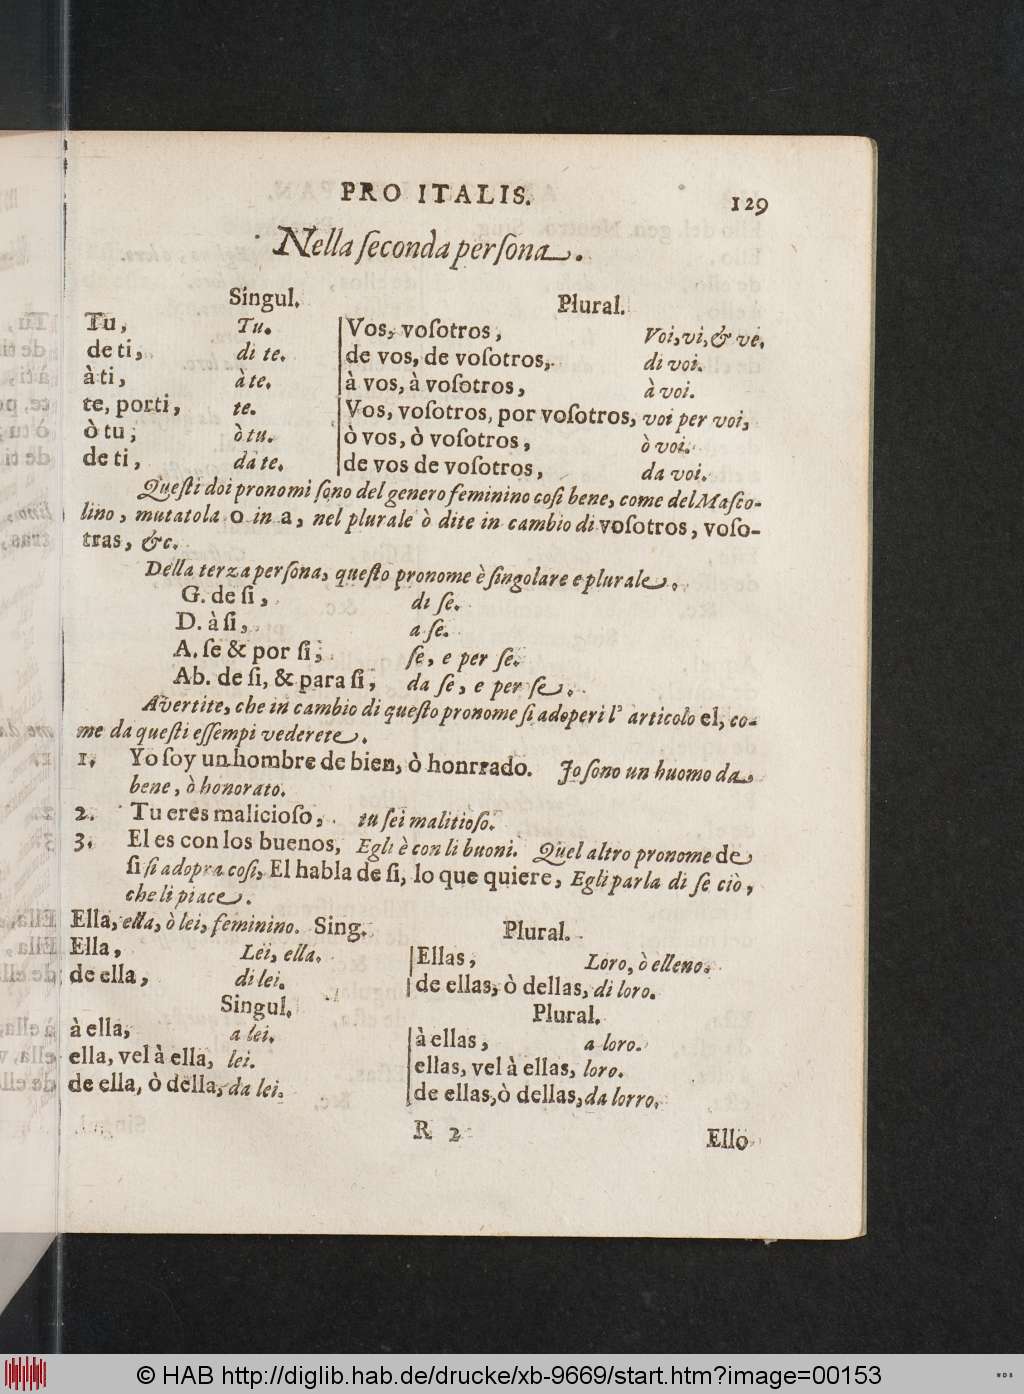 PRO ITALIS. 129
Nella ſeconda perſona.
Singul. Plural.
Tu, Tu. Vos, voſotros, Voi, vi, & ve.
de ti, di te. de vos, de voſotros, di voi.
à ti, à te. à vos, à voſotros, à voi.
te, por ti, te. Vos, voſotros, por voſotros, voi per voi,
ò tu; ò tu. ò vos, ò voſotros, ò voi.
de ti, da te. de vos de voſotros, da voi.
Queſti doi pronomi ſono del genero feminino coſi bene, come del Maſco-
lino, mutatola o in a, nel plurale ò dite in cambio di voſotros, voſo-
tras, &c.
Della terza perſona, queſto pronome è ſingolare e plurale.
G. de ſi, di ſe.
D. à ſi, a ſe.
A. ſe & por ſi; ſe, e per ſe.
Ab. de ſi, & para ſi, da ſe, e per ſe.
Avertite, che in cambio di queſto pronome ſi adoperi l' articolo el, co-
me da queſti eſſempi vederete.
1. Yo ſoy un hombre de bien, ò honrrado. Jo ſono un huomo da
bene, ò honorato.
2. Tu eres malicioſo, tu ſei malitioſo.
3. El es con los buenos, Egli è con li buoni. Quel altro pronome de
ſi ſi adopra coſi, El habla de ſi, lo que quiere, Egli parla di ſe ciò,
che li piace.
Ella, ella, ò lei, feminino. Sing. Plural.
Ella, Lei, ella. Ellas, Loro, ò elleno.
de ella, di lei. de ellas, ò dellas, di loro.
Singul. Plural.
à ella, a lei. à ellas, a loro.
ella, vel à ella, lei. ellas, vel à ellas, loro.
de ella, ò della, da lei. de ellas, ò dellas, da lorro.
R 2 Ello
© HAB http://diglib.hab.de/drucke/xb-9669/start.htm?image=00153